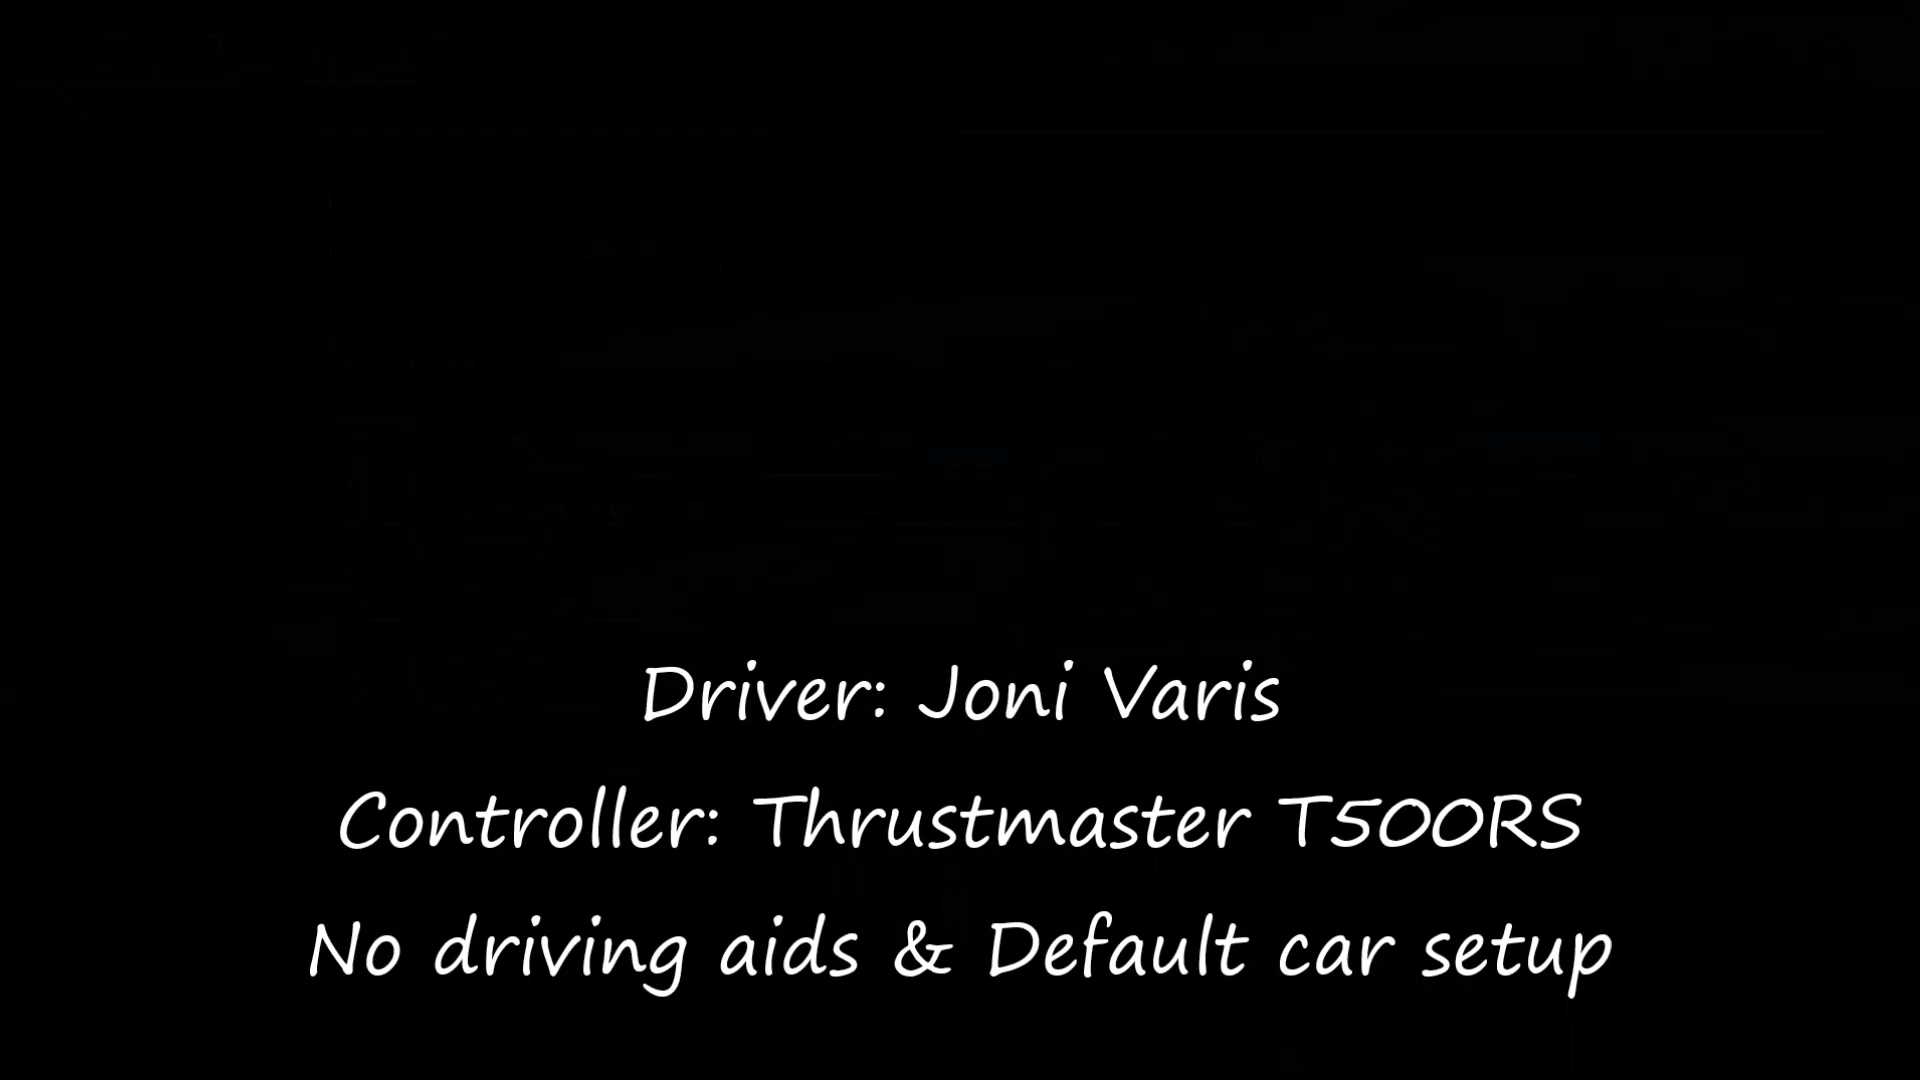 Driver: Joni Varis
Controller: Thrustmaster T500RS
No driving aids & Default car setup